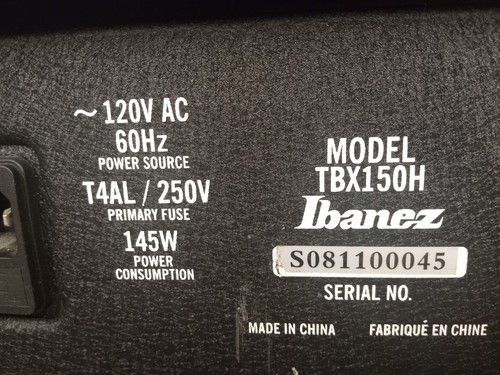 ~ 120V AC
60Hz
POWER SOURCE
T4AL / 250V
PRIMARY FUSE
145W
POWER
CONSUMPTION
MODEL
TBX150H
Ibanez
S081100045
SERIAL NO.
MADE IN CHINA FABRIQUÉ EN CHINE